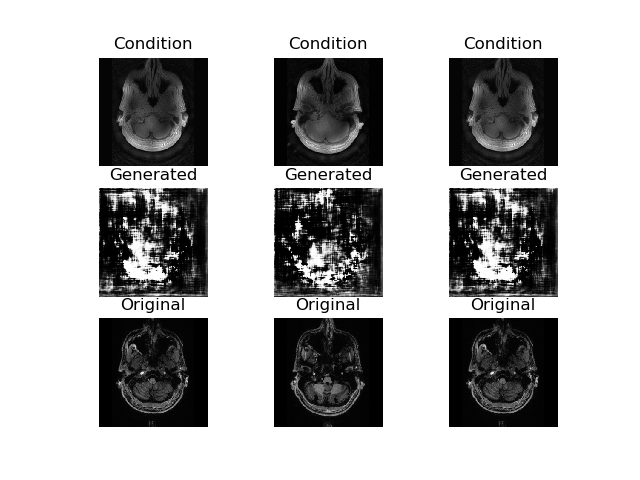 Condition Condition Condition
Generated Generated Generated
Original Original Original